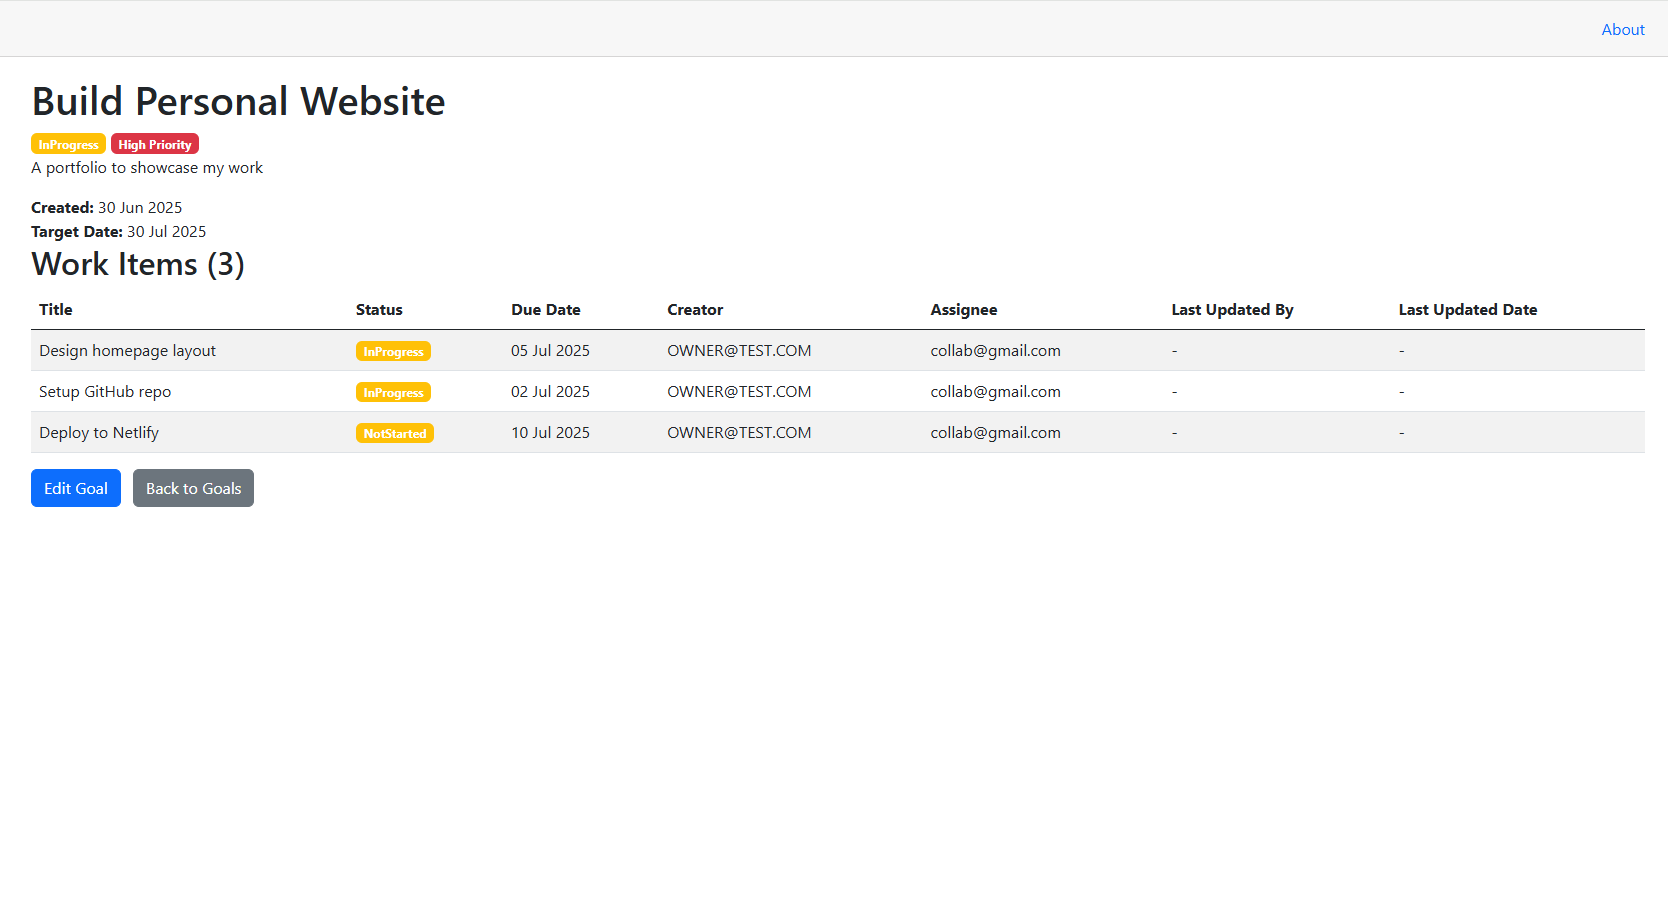 About
Build Personal Website
InProgress High Priority
A portfolio to showcase my work
Created: 30 Jun 2025
Target Date: 30 Jul 2025
Work Items (3)
Title Status Due Date Creator Assignee Last Updated By Last Updated Date
Design homepage layout InProgress 05 Jul 2025 OWNER@TEST.COM collab@gmail.com - -
Setup GitHub repo InProgress 02 Jul 2025 OWNER@TEST.COM collab@gmail.com - -
Deploy to Netlify NotStarted 10 Jul 2025 OWNER@TEST.COM collab@gmail.com - -
Edit Goal Back to Goals